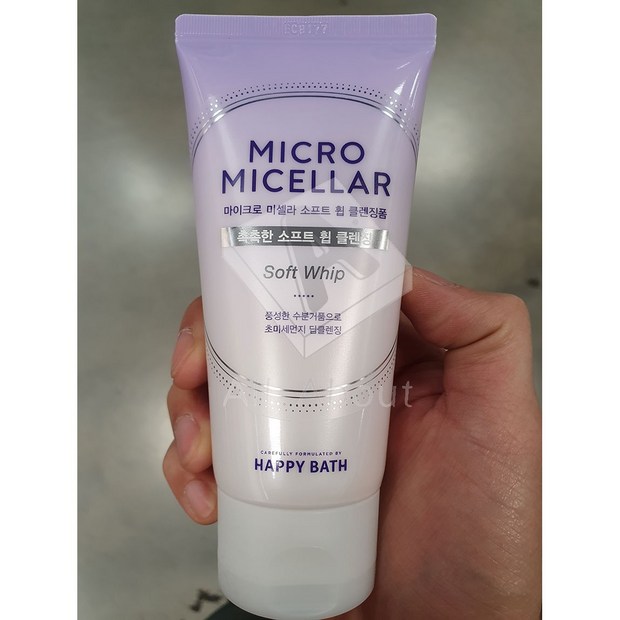 MICRO
MICELLAR
마이크로 미셀라 소프트 휩 클렌징폼
촉촉한 소프트 휩 클렌징
Soft Whip
풍성한 수분거품으로
초미세먼지 딥클렌징
CAREFULLY FORMULATED BY
HAPPY BATH